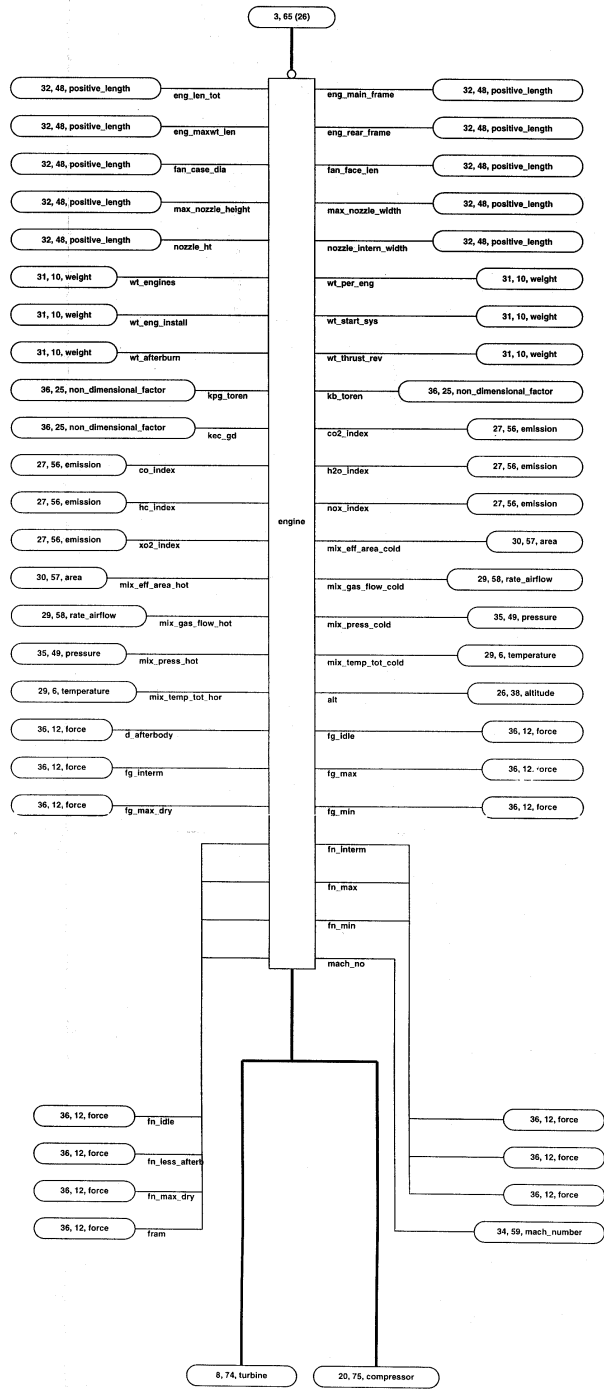 3, 65 (26)
32, 48, positive_length
eng_len_tot
eng_main_frame
32, 48, positive_length
32, 48, positive_length
eng_maxwt_len
eng_rear_frame
32, 48, positive_length
32, 48, positive_length
fan_case_dia
fan_face_len
32, 48, positive_length
32, 48, positive_length
max_nozzle_height
max_nozzle_width
32, 48, positive_length
32, 48, positive_length
nozzle_ht
nozzle_intern_width
32, 48, positive_length
31, 10, weight
wt_engines
wt_per_eng
31, 10, weight
31, 10, weight
wt_eng_install
wt_start_sys
31, 10, weight
31, 10, weight
wt_afterburn
wt_thrust_rev
31, 10, weight
36, 25, non_dimensional_factor
kpg_toren
kb_toren
36, 25, non_dimensional_factor
36, 25, non_dimensional_factor
kec_gd
co2_index
27, 56, emission
27, 56, emission
co_index
h2o_index
27, 56, emission
27, 56, emission
hc_index
nox_index
27, 56, emission
engine
27, 56, emission
xo2_index
mix_eff_area_cold
30, 57, area
30, 57, area
mix_eff_area_hot
mix_gas_flow_cold
29, 58, rate_airflow
29, 58, rate_airflow
mix_gas_flow_hot
mix_press_cold
35, 49, pressure
35, 49, pressure
mix_press_hot
mix_temp_tot_cold
29, 6, temperature
29, 6, temperature
mix_temp_tot_hor
alt
26, 38, altitude
36, 12, force
d_afterbody
fg_idle
36, 12, force
36, 12, force
fg_interm
fg_max
36, 12, force
36, 12, force
fg_max_dry
fg_min
36, 12, force
fn_interm
fn_max
fn_min
mach_no
36, 12, force
fn_idle
36, 12, force
36, 12, force
fn_less_afterb
36, 12, force
36, 12, force
fn_max_dry
36, 12, force
36, 12, force
fram
34, 59, mach_number
8, 74, turbine
20, 75, compressor